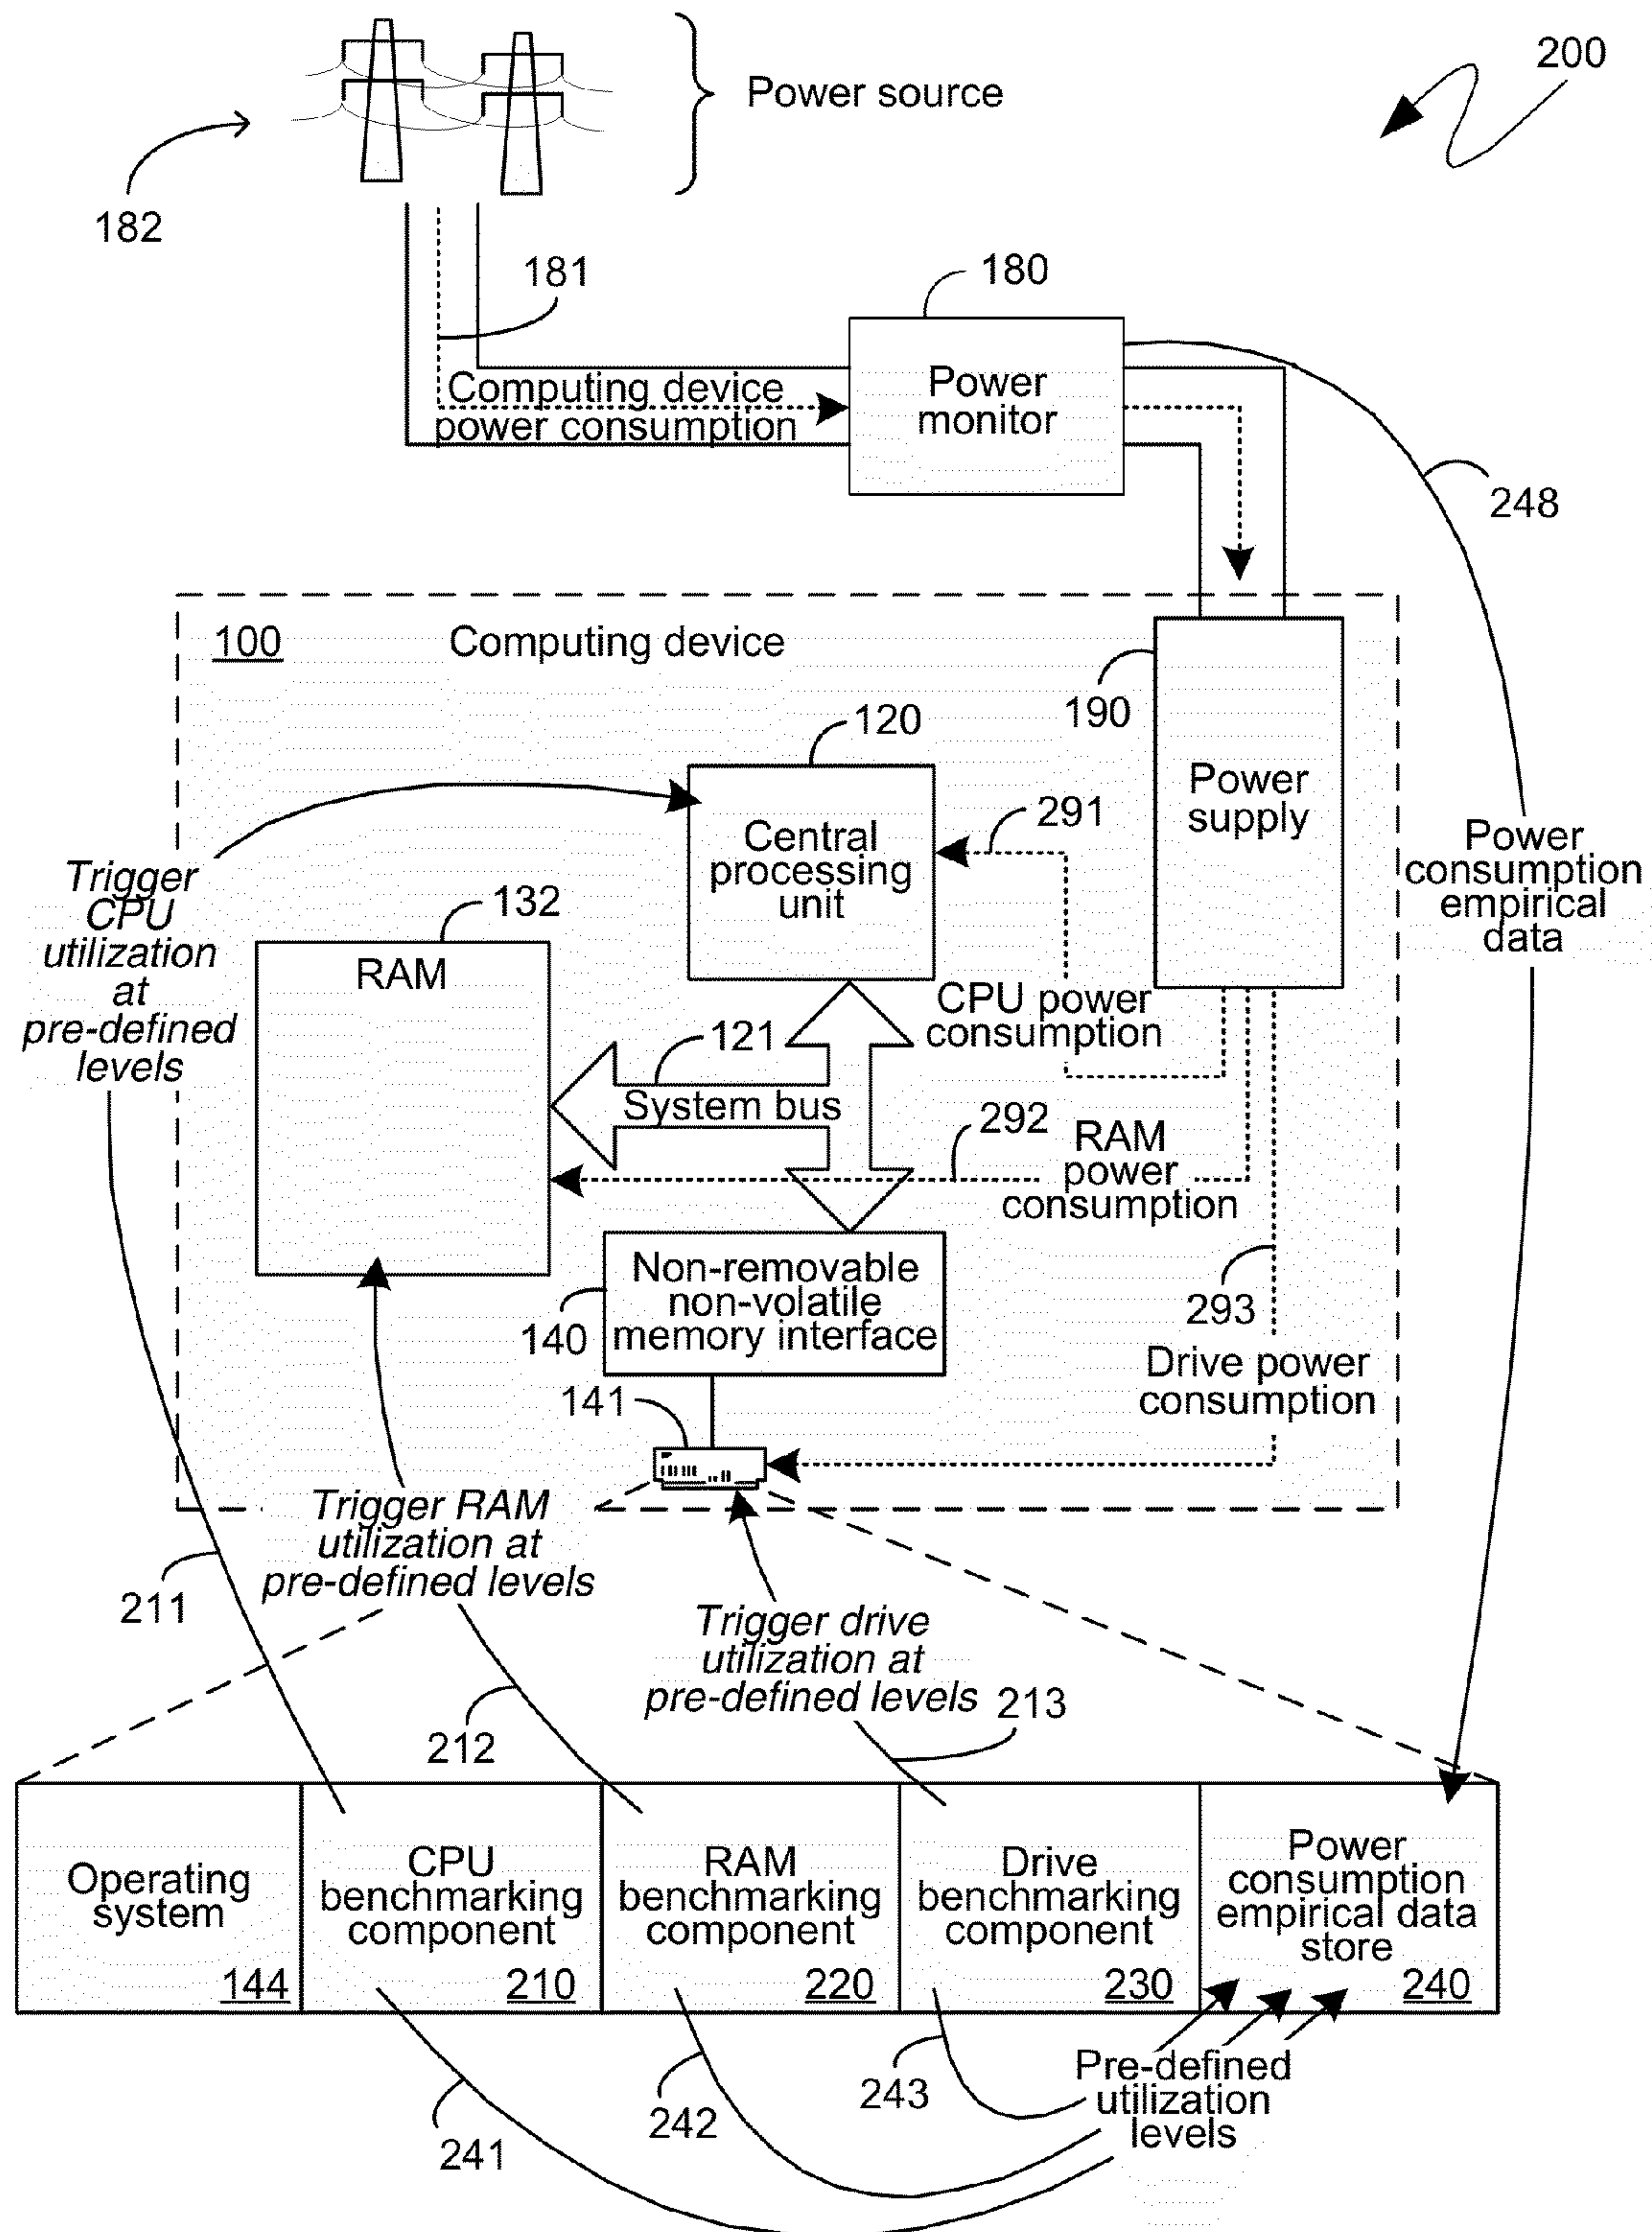 200
Power source
182
181
180
Computing device
power consumption
Power
monitor
248
100
Computing device
190
120
Power
supply
291
Central
processing
unit
Power
consumption
empirical
data
Trigger
CPU
utilization
at
pre-defined
levels
132
RAM
CPU power
consumption
121
System bus
292
RAM
power
consumption
Non-removable
non-volatile
memory interface
140
293
Drive power
consumption
141
Trigger RAM
utilization at
pre-defined levels
211
Trigger drive
utilization at
pre-defined levels
213
212
Operating
system
144
CPU
benchmarking
component
210
RAM
benchmarking
component
220
Drive
benchmarking
component
230
Power
consumption
empirical data
store
240
243
242
241
Pre-defined
utilization
levels